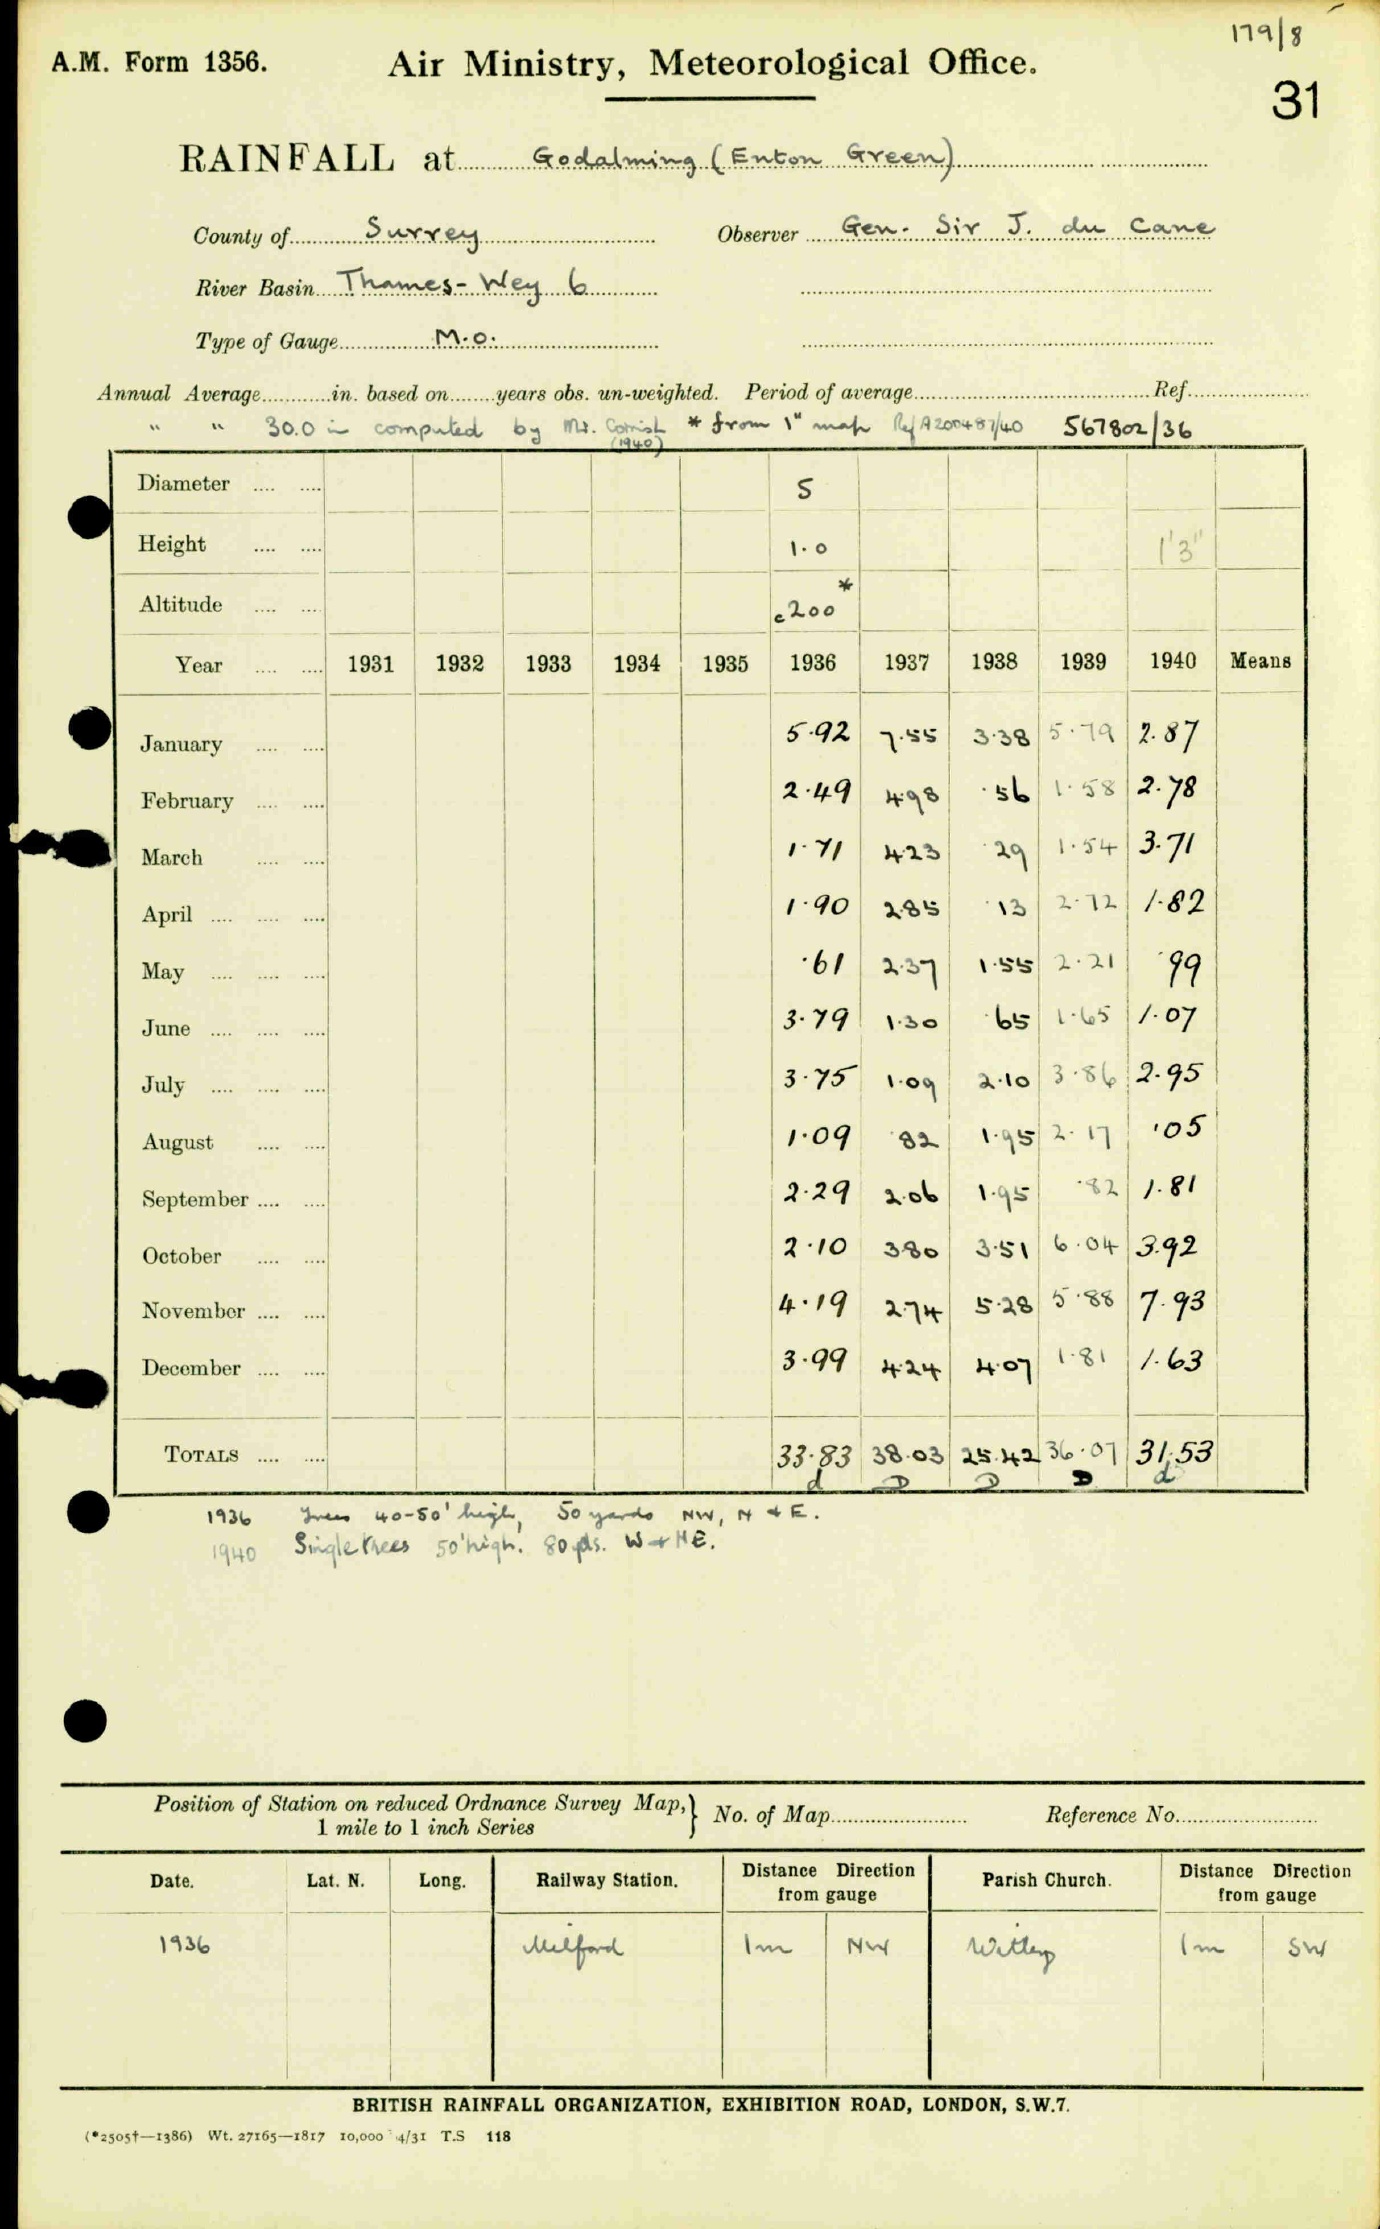 179/8
A.M. Form 1356. Air Ministry, Meteorological Office.
31
RAINFALL at Godalming (Enton Green)
County of Surrey Observer Gen. Sir J. du Cane
River Basin Thames-Wey 6
Type of Gauge M.O.
Annual Average in. based on years obs. un-weighted. Period of average Ref.
" " 30.0 in computed by Mr. Cornish (1940) * from 1" map Ref A200487/40 567802/36
Diameter 5
Height 1.0 1'3"
Altitude c200*
Year 1931 1932 1933 1934 1935 1936 1937 1938 1939 1940 Means
January 5.92 7.55 3.38 5.79 2.87
February 2.49 4.98 .56 1.58 2.78
March 1.71 4.23 .29 1.54 3.71
April 1.90 2.85 .13 2.72 1.82
May .61 2.37 1.55 2.21 .99
June 3.79 1.30 .65 1.65 1.07
July 3.75 1.09 2.10 3.86 2.95
August 1.09 .82 1.95 2.17 .05
September 2.29 2.06 1.95 .82 1.81
October 2.10 3.80 3.51 6.04 3.92
November 4.19 2.74 5.28 5.88 7.93
December 3.99 4.24 4.07 1.81 1.63
TOTALS 33.83 38.03 25.42 36.07 31.53
d D D D d
1936 Trees 40-50' high, 50 yards NW, N & E.
1940 Single trees 50' high. 80 yds. W & NE.
Position of Station on reduced Ordnance Survey Map, 1 mile to 1 inch Series } No. of Map Reference No.
Date. Lat. N. Long. Railway Station. Distance Direction from gauge Parish Church. Distance Direction from gauge
1936 Milford 1m NW Witley 1m SW
BRITISH RAINFALL ORGANIZATION, EXHIBITION ROAD, LONDON, S.W.7.
(*2505†—1386) Wt. 27165—1817 10,000 4/31 T.S 118